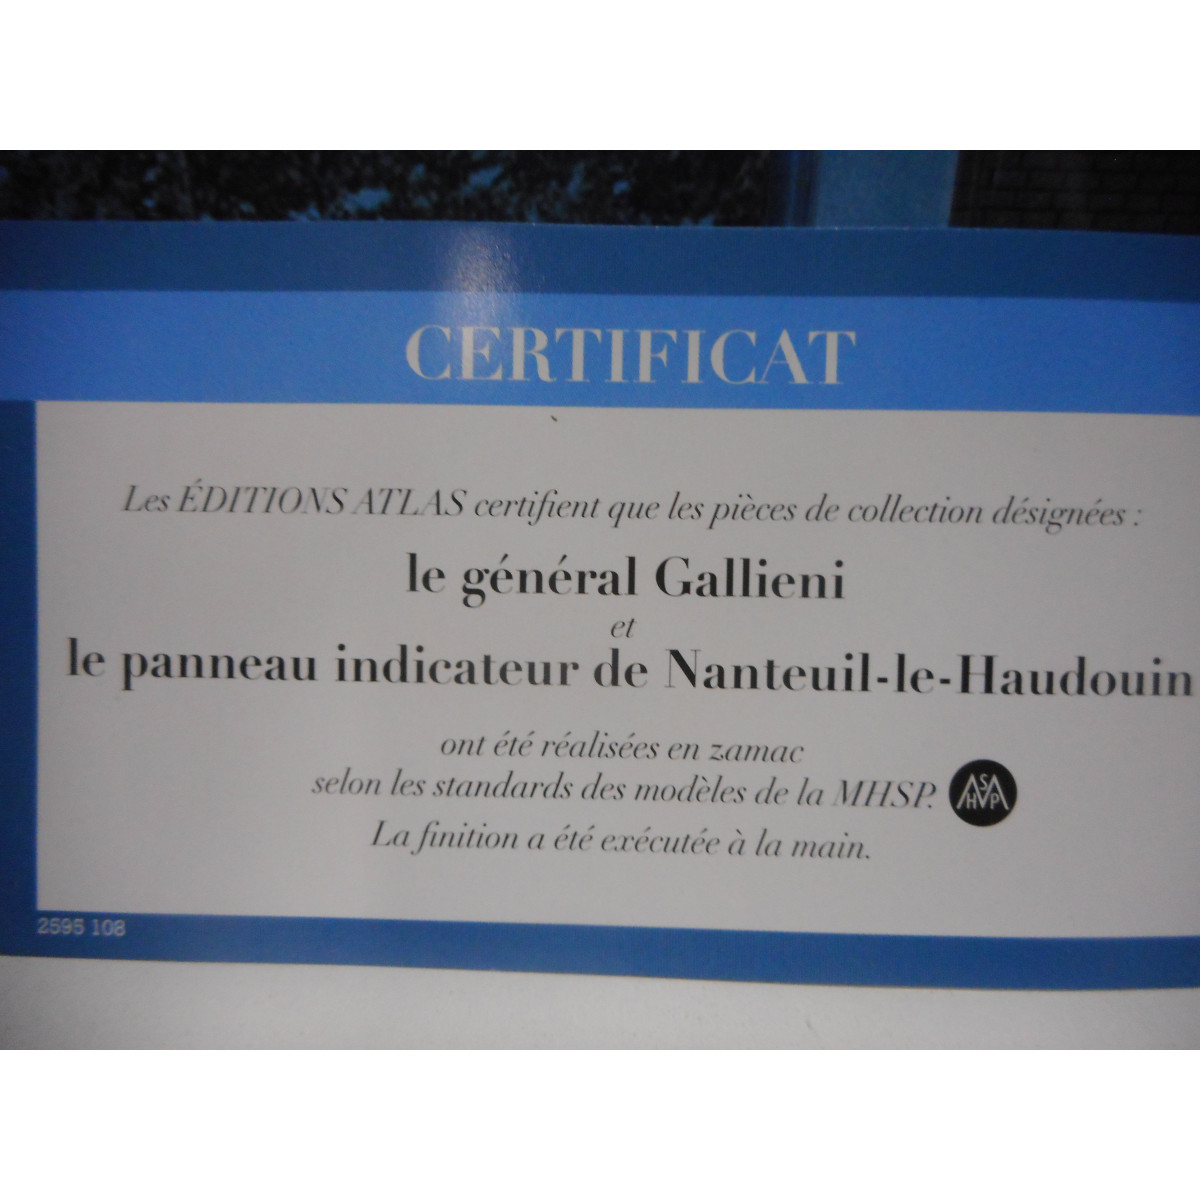 CERTIFICAT
Les ÉDITIONS ATLAS certifient que les pièces de collection désignées :
le général Gallieni
et
le panneau indicateur de Nanteuil-le-Haudouin
ont été réalisées en zamac
selon les standards des modèles de la MHSP.
MHSP
La finition a été exécutée à la main.
2595 108